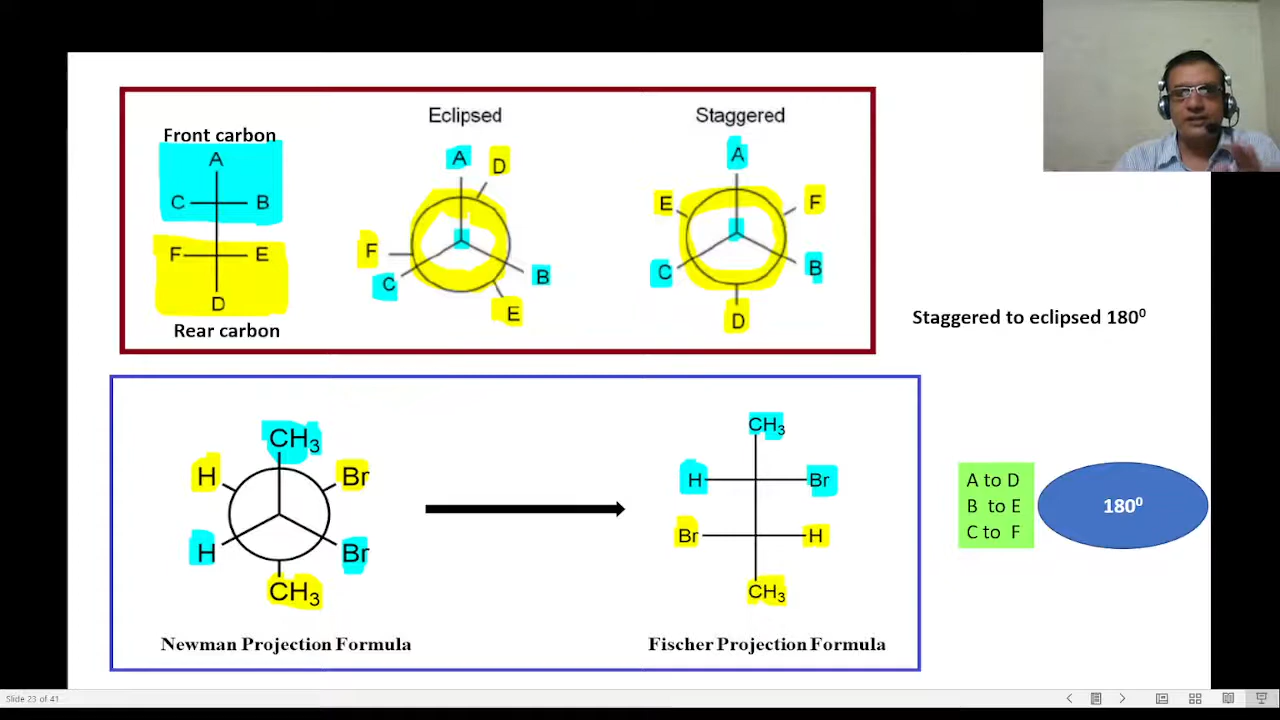 Eclipsed
Staggered
Front carbon
A
C B
F E
D
Rear carbon
A D
F
C
B
E
A
E F
C B
D
Staggered to eclipsed 180⁰
CH₃
H Br
H Br
CH₃
Newman Projection Formula
CH₃
H Br
Br H
CH₃
Fischer Projection Formula
A to D
B to E
C to F
180⁰
Slide 23 of 41